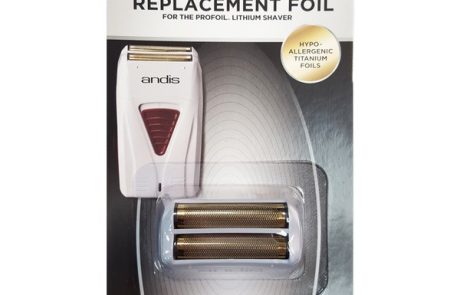 REPLACEMENT FOIL
FOR THE PROFOIL LITHIUM SHAVER
HYPO-
ALLERGENIC
TITANIUM
FOILS
andis